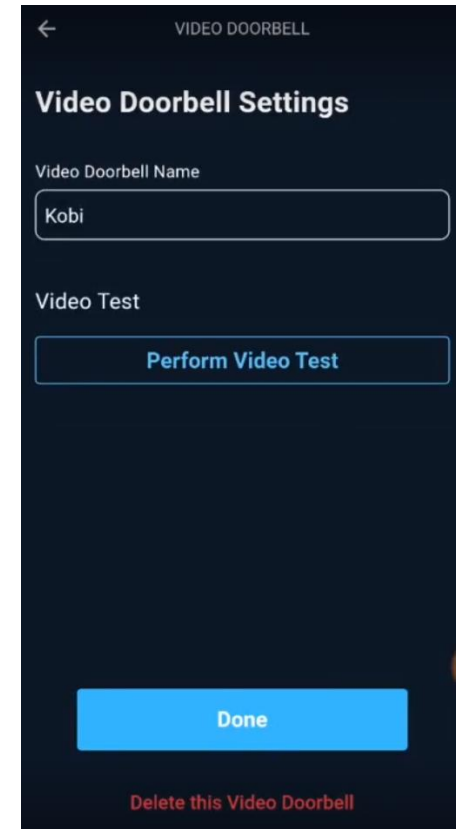 VIDEO DOORBELL
Video Doorbell Settings
Video Doorbell Name
Kobi
Video Test
Perform Video Test
Done
Delete this Video Doorbell